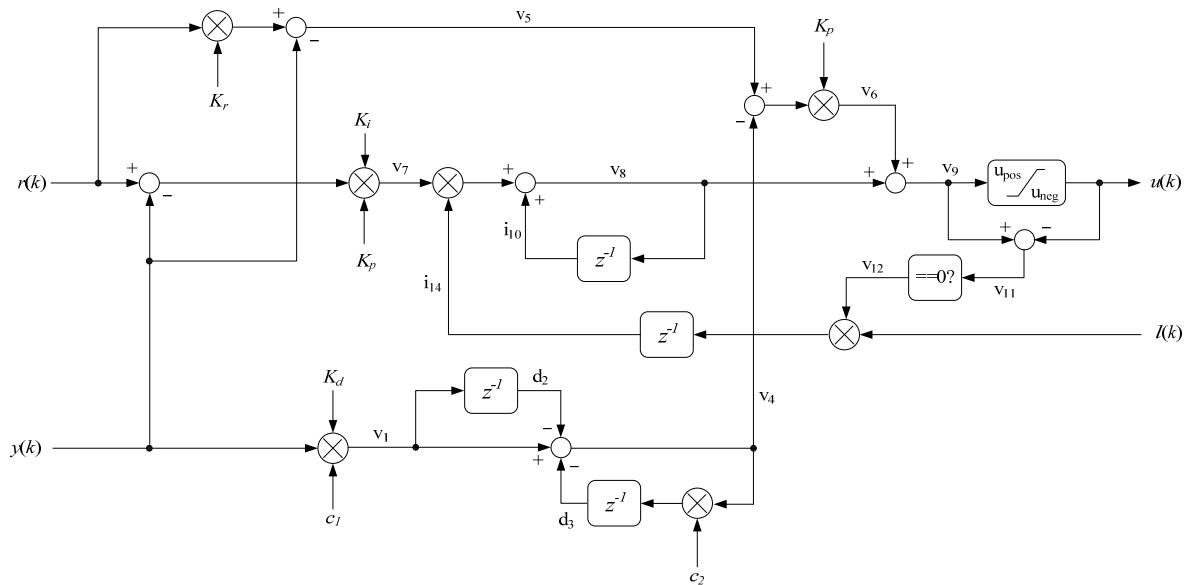 v5
Kp
Kr
v6
Ki
r(k)
v7
v8
v9
upos
uneg
u(k)
Kp
i10
z-1
v12
==0?
v11
i14
z-1
l(k)
Kd
z-1
d2
v4
y(k)
v1
c1
d3
z-1
c2